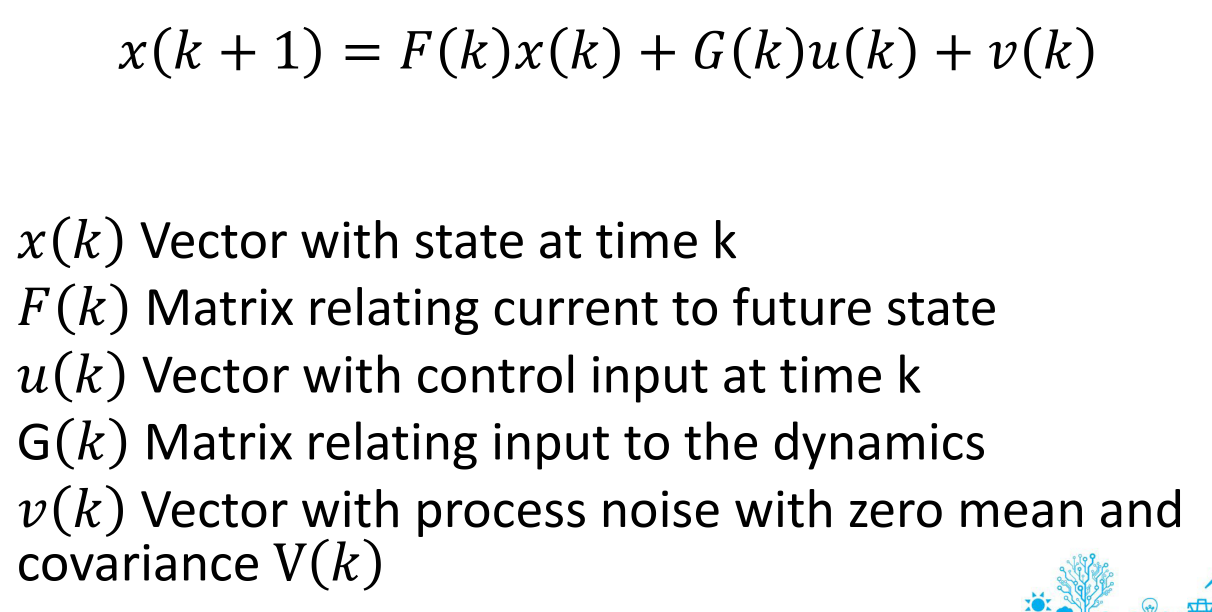 x(k + 1) = F(k)x(k) + G(k)u(k) + v(k)
x(k) Vector with state at time k
F(k) Matrix relating current to future state
u(k) Vector with control input at time k
G(k) Matrix relating input to the dynamics
v(k) Vector with process noise with zero mean and
covariance V(k)